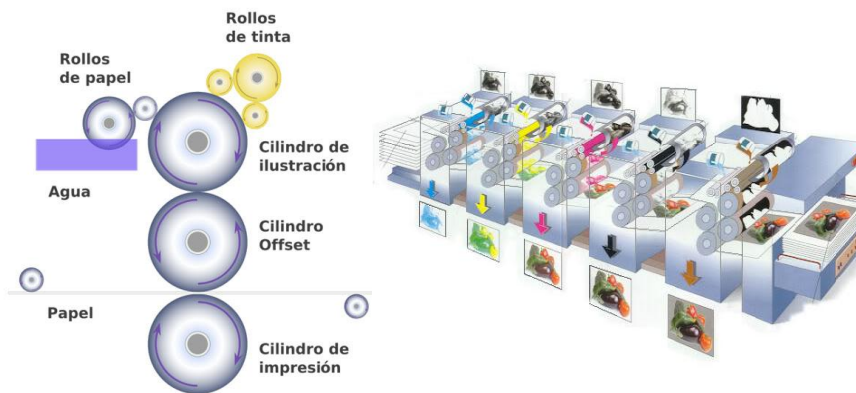 Rollos
de tinta
Rollos
de papel
Cilindro de
ilustración
Agua
Cilindro
Offset
Papel
Cilindro de
impresión